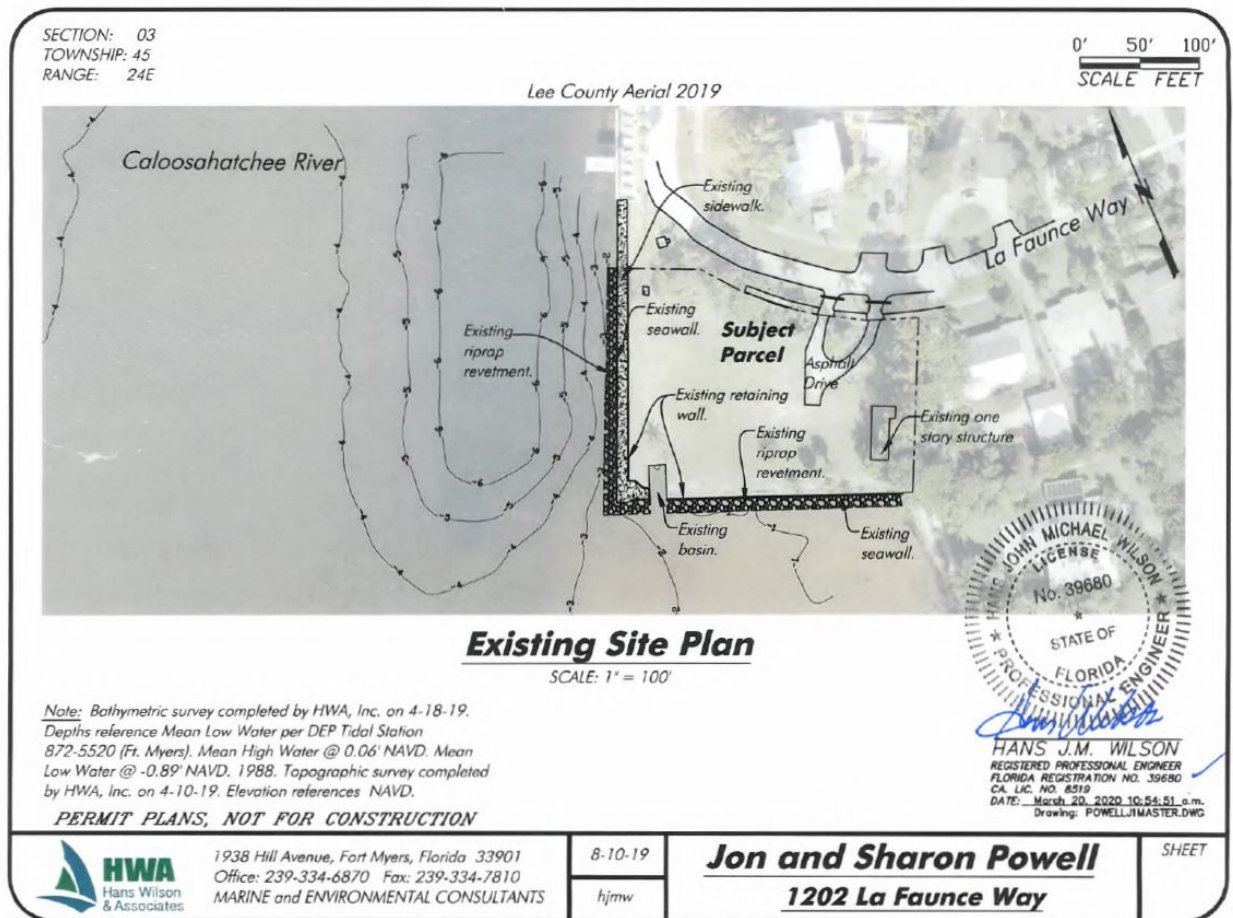 SECTION: 03
TOWNSHIP: 45
RANGE: 24E
0' 50' 100'
SCALE FEET
Lee County Aerial 2019
Caloosahatchee River
Existing
sidewalk.
La Faunce Way
N
Existing
seawall.
Existing
riprap
revetment.
Subject
Parcel
Asphalt
Drive
Existing retaining
wall.
Existing
riprap
revetment.
Existing one
story structure
Existing
basin.
Existing
seawall.
Existing Site Plan
SCALE: 1" = 100'
HANS JOHN MICHAEL WILSON
LICENSE
No. 39680
STATE OF
FLORIDA
PROFESSIONAL ENGINEER
Note: Bathymetric survey completed by HWA, Inc. on 4-18-19.
Depths reference Mean Low Water per DEP Tidal Station
872-5520 (Ft. Myers). Mean High Water @ 0.06' NAVD. Mean
Low Water @ -0.89' NAVD. 1988. Topographic survey completed
by HWA, Inc. on 4-10-19. Elevation references NAVD.
PERMIT PLANS, NOT FOR CONSTRUCTION
HANS J.M. WILSON
REGISTERED PROFESSIONAL ENGINEER
FLORIDA REGISTRATION NO. 39680
CA. LIC. NO. 8519
DATE: March 20, 2020 10:54:51 a.m.
Drawing: POWELLJ1MASTER.DWG
HWA
Hans Wilson
& Associates
1938 Hill Avenue, Fort Myers, Florida 33901
Office: 239-334-6870 Fax: 239-334-7810
MARINE and ENVIRONMENTAL CONSULTANTS
8-10-19
hjmw
Jon and Sharon Powell
1202 La Faunce Way
SHEET